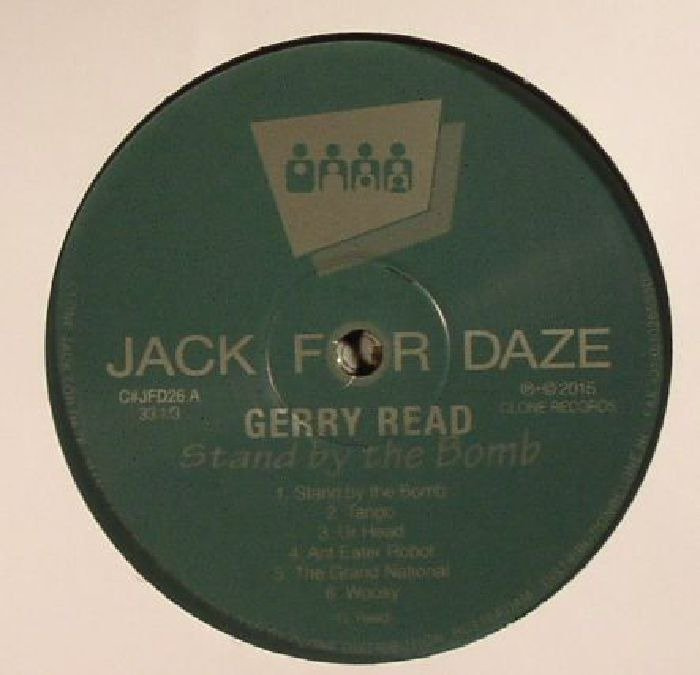 JACK FOR DAZE
C#JFD26 A
33 1/3
℗+© 2015
CLONE RECORDS
GERRY READ
Stand by the Bomb
1. Stand by the Bomb
2. Tango
3. Ur Head
4. Ant Eater Robot
5. The Grand National
6. Woosy